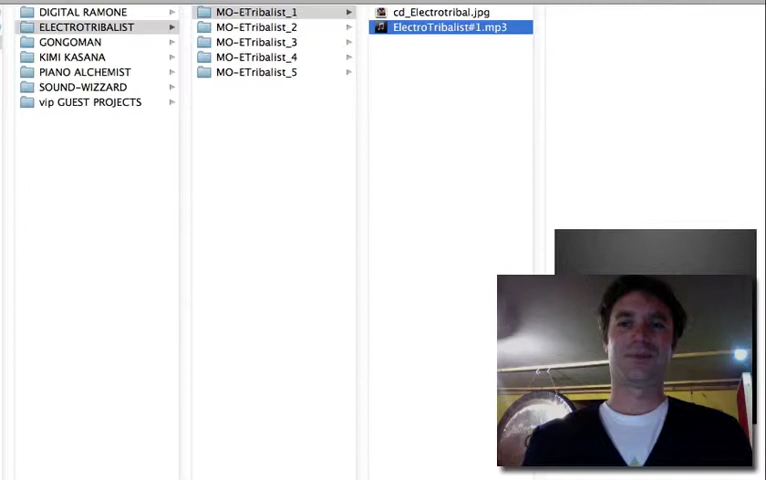 DIGITAL RAMONE
ELECTROTRIBALIST
GONGOMAN
KIMI KASANA
PIANO ALCHEMIST
SOUND-WIZZARD
vip GUEST PROJECTS
MO-ETribalist_1
MO-ETribalist_2
MO-ETribalist_3
MO-ETribalist_4
MO-ETribalist_5
cd_Electrotribal.jpg
ElectroTribalist#1.mp3